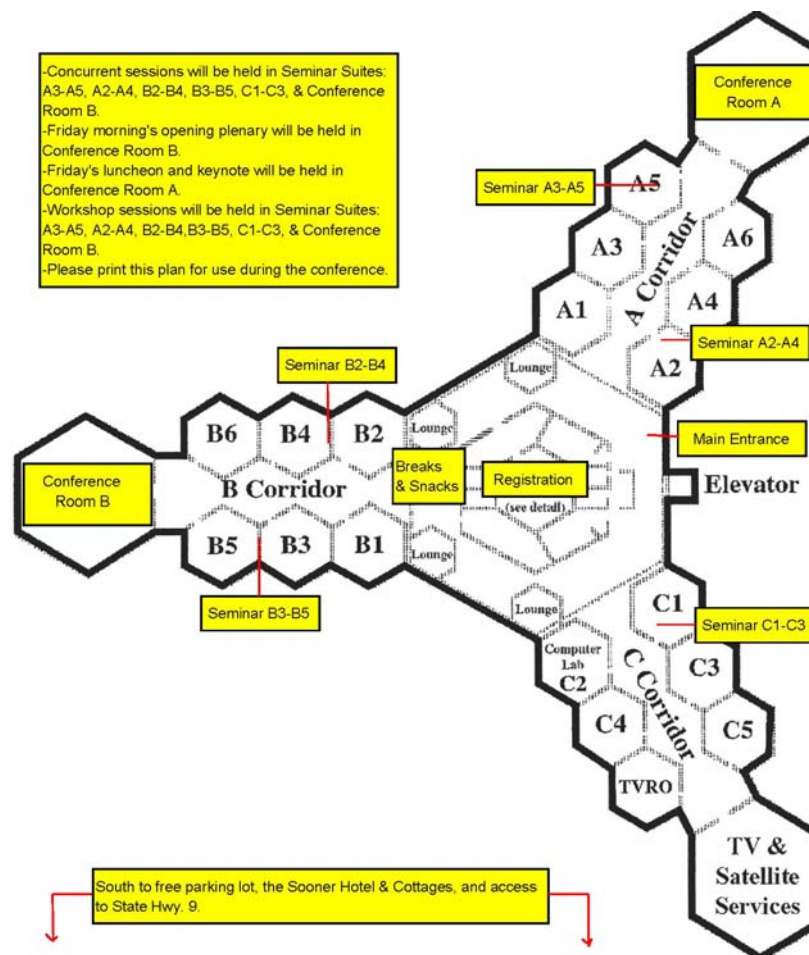 -Concurrent sessions will be held in Seminar Suites:
A3-A5, A2-A4, B2-B4, B3-B5, C1-C3, & Conference
Room B.
-Friday morning's opening plenary will be held in
Conference Room B.
-Friday's luncheon and keynote will be held in
Conference Room A.
-Workshop sessions will be held in Seminar Suites:
A3-A5, A2-A4, B2-B4,B3-B5, C1-C3, & Conference
Room B.
-Please print this plan for use during the conference.
Conference
Room A
Seminar A3-A5
A5
A3
A1
A Corridor
A6
A4
A2
Seminar A2-A4
Lounge
Seminar B2-B4
B6
B4
B2
Lounge
Main Entrance
Conference
Room B
B Corridor
Breaks
& Snacks
Registration
(see detail)
Elevator
B5
B3
B1
Lounge
Seminar B3-B5
Lounge
C1
Seminar C1-C3
Computer
Lab
C2
C Corridor
C3
C4
C5
TVRO
TV &
Satellite
Services
South to free parking lot, the Sooner Hotel & Cottages, and access
to State Hwy. 9.